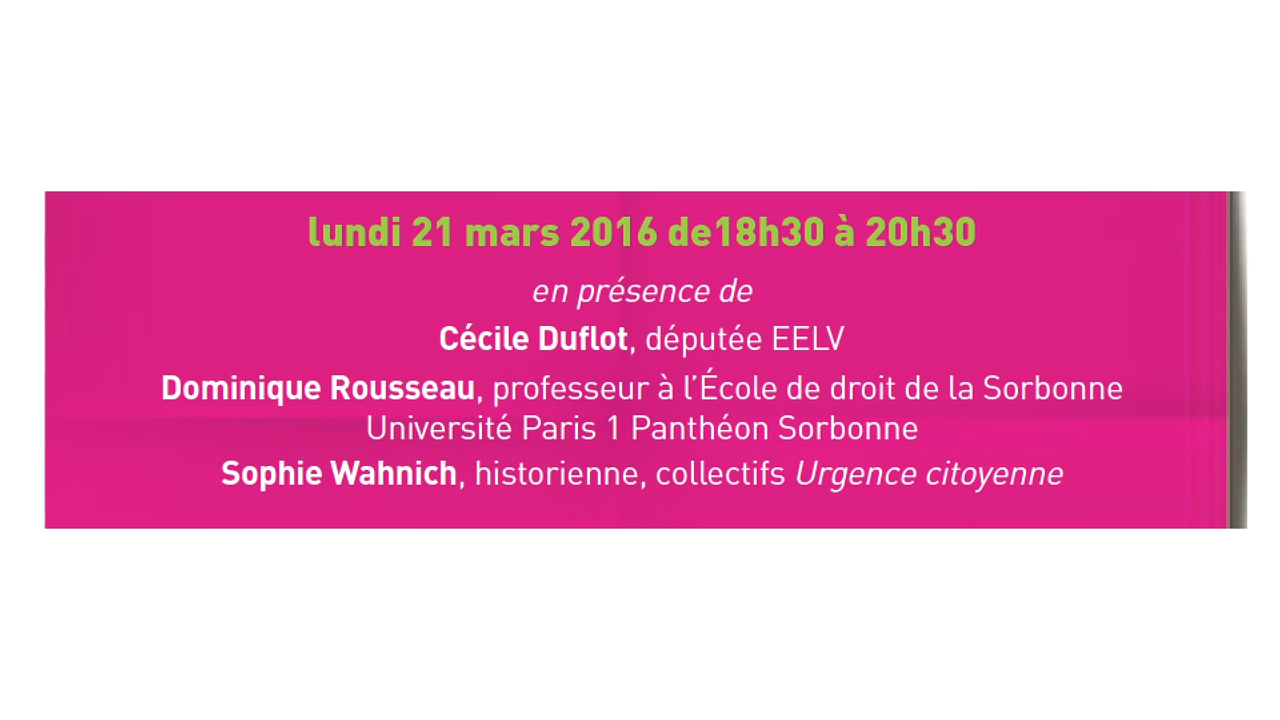 lundi 21 mars 2016 de18h30 à 20h30
en présence de
Cécile Duflot, députée EELV
Dominique Rousseau, professeur à l'École de droit de la Sorbonne
Université Paris 1 Panthéon Sorbonne
Sophie Wahnich, historienne, collectifs Urgence citoyenne